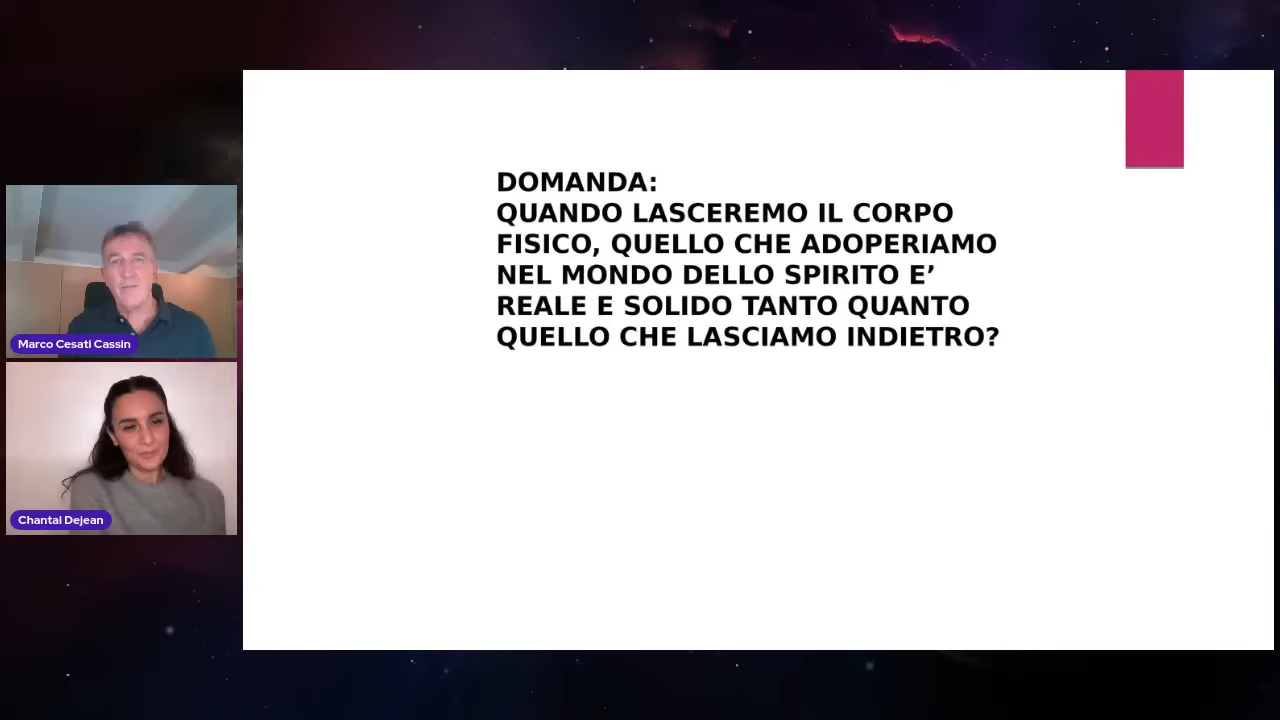 DOMANDA:
QUANDO LASCEREMO IL CORPO
FISICO, QUELLO CHE ADOPERIAMO
NEL MONDO DELLO SPIRITO E’
REALE E SOLIDO TANTO QUANTO
QUELLO CHE LASCIAMO INDIETRO?
Marco Cesati Cassin
Chantal Dejean